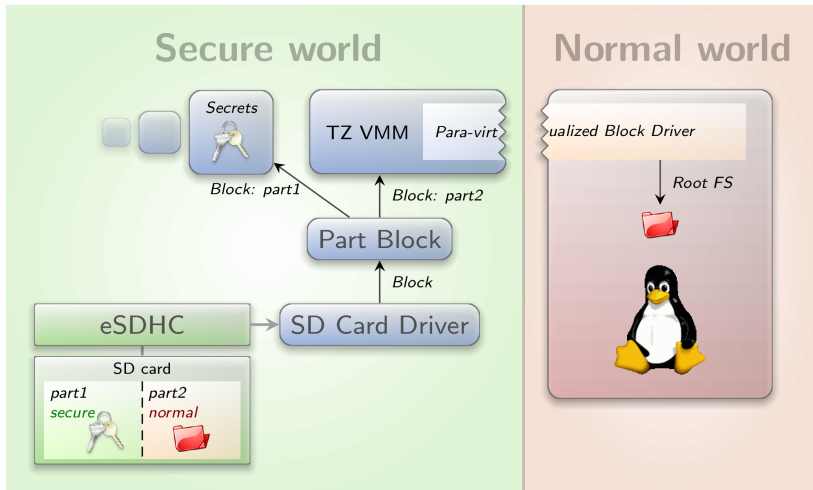 Secure world
Normal world
Secrets
TZ VMM
Para-virt
ualized Block Driver
Block: part1
Block: part2
Root FS
Part Block
Block
eSDHC
SD Card Driver
SD card
part1
secure
part2
normal